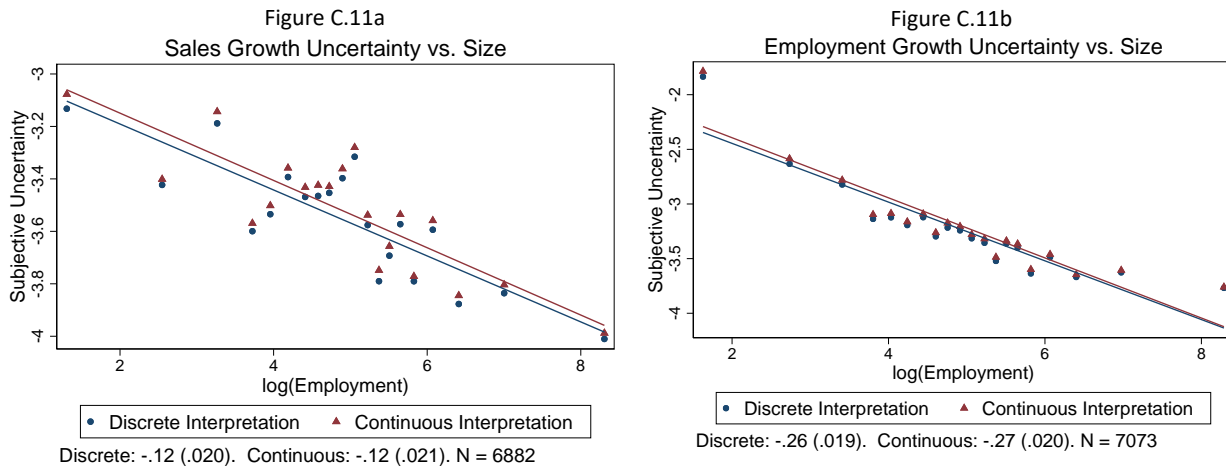 Figure C.11a
Sales Growth Uncertainty vs. Size
Subjective Uncertainty
-3
-3.2
-3.4
-3.6
-3.8
-4
2
4
6
8
log(Employment)
Discrete Interpretation
Continuous Interpretation
Discrete: -.12 (.020). Continuous: -.12 (.021). N = 6882
Figure C.11b
Employment Growth Uncertainty vs. Size
Subjective Uncertainty
-2
-2.5
-3
-3.5
-4
2
4
6
8
log(Employment)
Discrete Interpretation
Continuous Interpretation
Discrete: -.26 (.019). Continuous: -.27 (.020). N = 7073